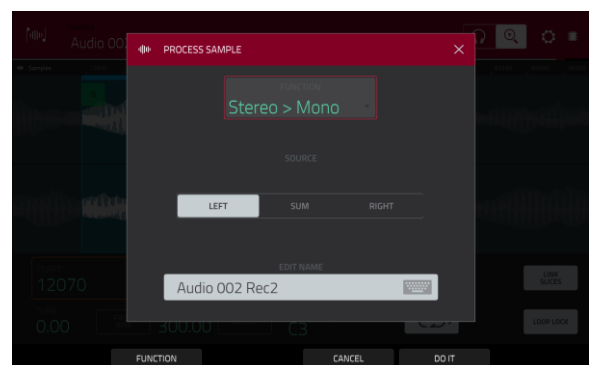 Audio 002
PROCESS SAMPLE
Samples
FUNCTION
Stereo > Mono
SOURCE
LEFT SUM RIGHT
EDIT NAME
Audio 002 Rec2
12070
LINK
SLICES
0.00 300.00 C3 LOOP LOCK
FUNCTION CANCEL DO IT